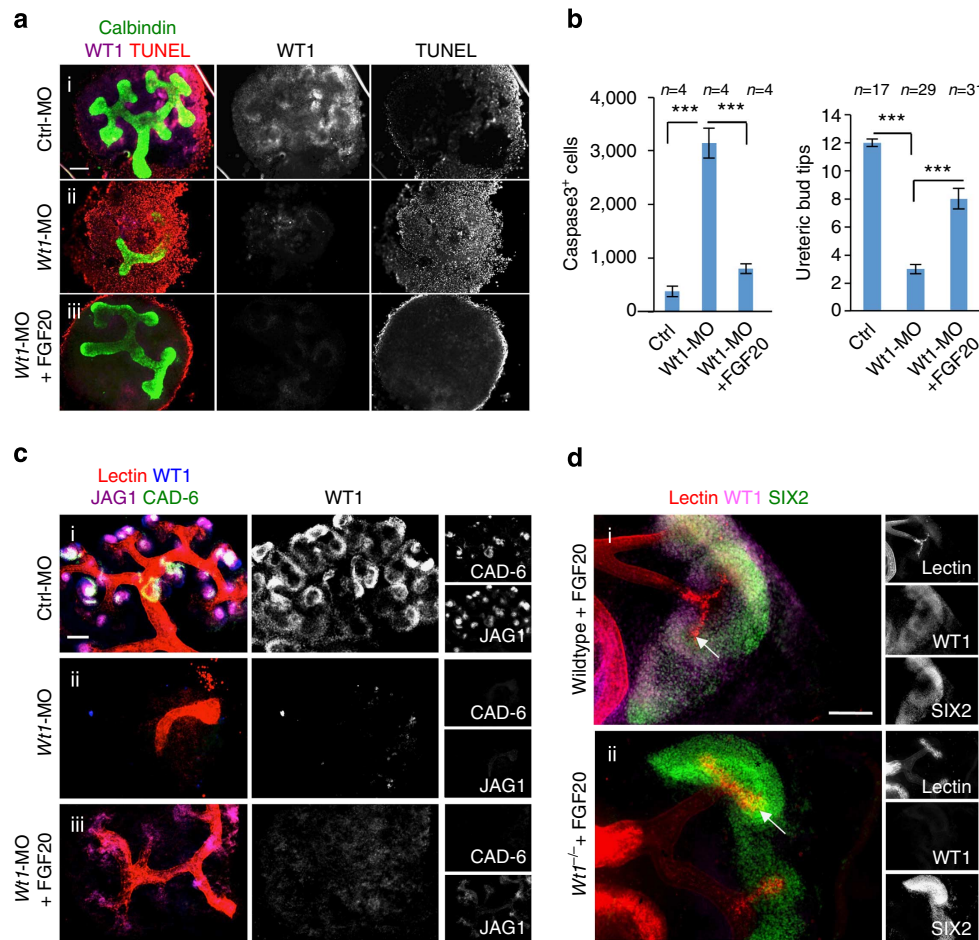 a
Calbindin
WT1 TUNEL
WT1
TUNEL
Ctrl-MO
i
Wt1-MO
ii
Wt1-MO
+ FGF20
iii
b
n=4
n=4
n=4
***
***
4,000
3,000
2,000
1,000
0
Caspase3⁺ cells
Ctrl
Wt1-MO
Wt1-MO
+FGF20
n=17
n=29
n=31
***
***
14
12
10
8
6
4
2
0
Ureteric bud tips
Ctrl
Wt1-MO
Wt1-MO
+FGF20
c
Lectin WT1
JAG1 CAD-6
WT1
Ctrl-MO
i
CAD-6
JAG1
Wt1-MO
ii
CAD-6
JAG1
Wt1-MO
+ FGF20
iii
CAD-6
JAG1
d
Lectin WT1 SIX2
Wildtype + FGF20
i
Lectin
WT1
SIX2
Wt1⁻/⁻ + FGF20
ii
Lectin
WT1
SIX2